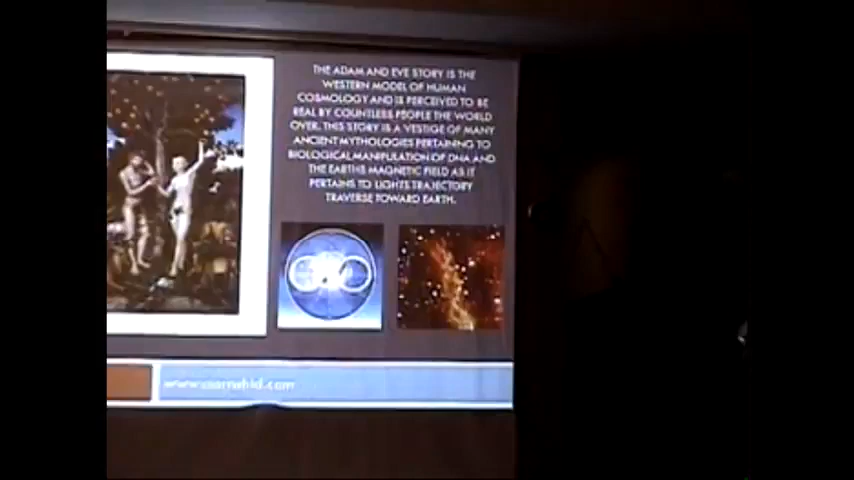 THE ADAM AND EVE STORY IS THE
WESTERN MODEL OF HUMAN
COSMOLOGY AND IS PERCEIVED TO BE
REAL BY COUNTLESS PEOPLE THE WORLD
OVER. THIS STORY IS A VESTIGE OF MANY
ANCIENT MYTHOLOGIES PERTAINING TO
BIOLOGICAL MANIPULATION OF DNA AND
THE EARTHS MAGNETIC FIELD AS IT
PERTAINS TO LIGHTS TRAJECTORY
TRAVERSE TOWARD EARTH.